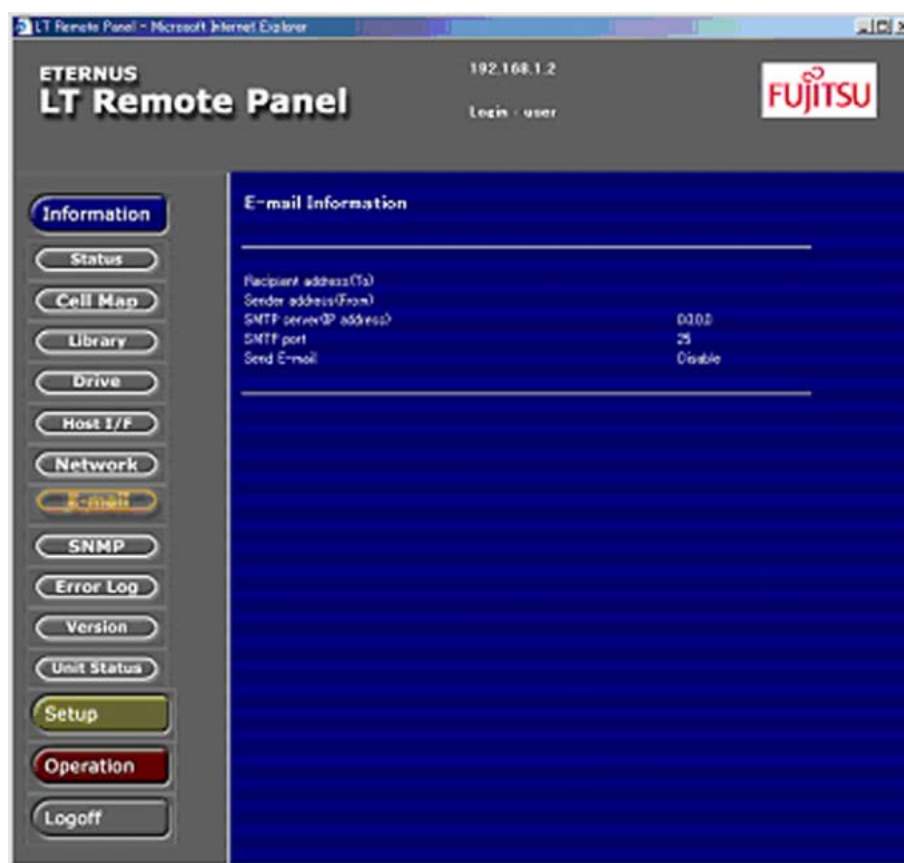 LT Remote Panel - Microsoft Internet Explorer
ETERNUS
LT Remote Panel
192.168.1.2
Login - user
FUJITSU
Information
Status
Cell Map
Library
Drive
Host I/F
Network
E-mail
SNMP
Error Log
Version
Unit Status
Setup
Operation
Logoff
E-mail Information
Recipient address(To)
Sender address(From)
SMTP server(IP address) 0.0.0.0
SMTP port 25
Send E-mail Disable